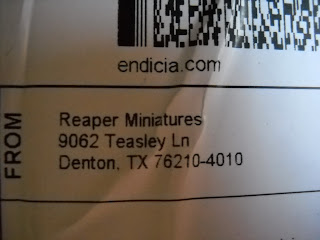 endicia.com
FROM
Reaper Miniatures
9062 Teasley Ln
Denton, TX 76210-4010